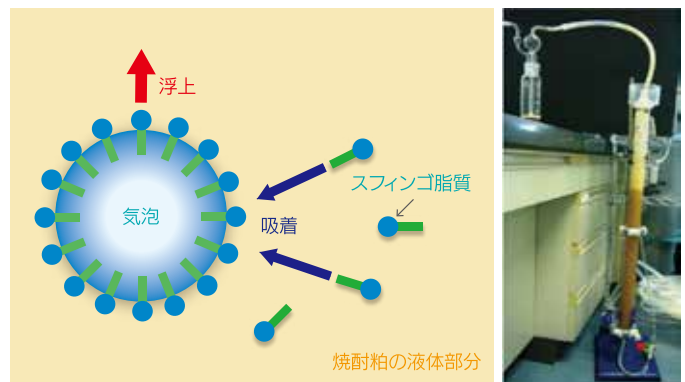 浮上
スフィンゴ脂質
気泡
吸着
焼酎粕の液体部分